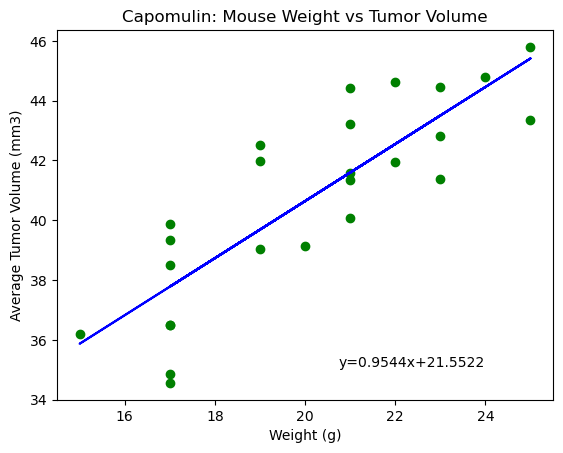 Capomulin: Mouse Weight vs Tumor Volume
46
44
42
40
38
36
34
Average Tumor Volume (mm3)
y=0.9544x+21.5522
16 18 20 22 24
Weight (g)